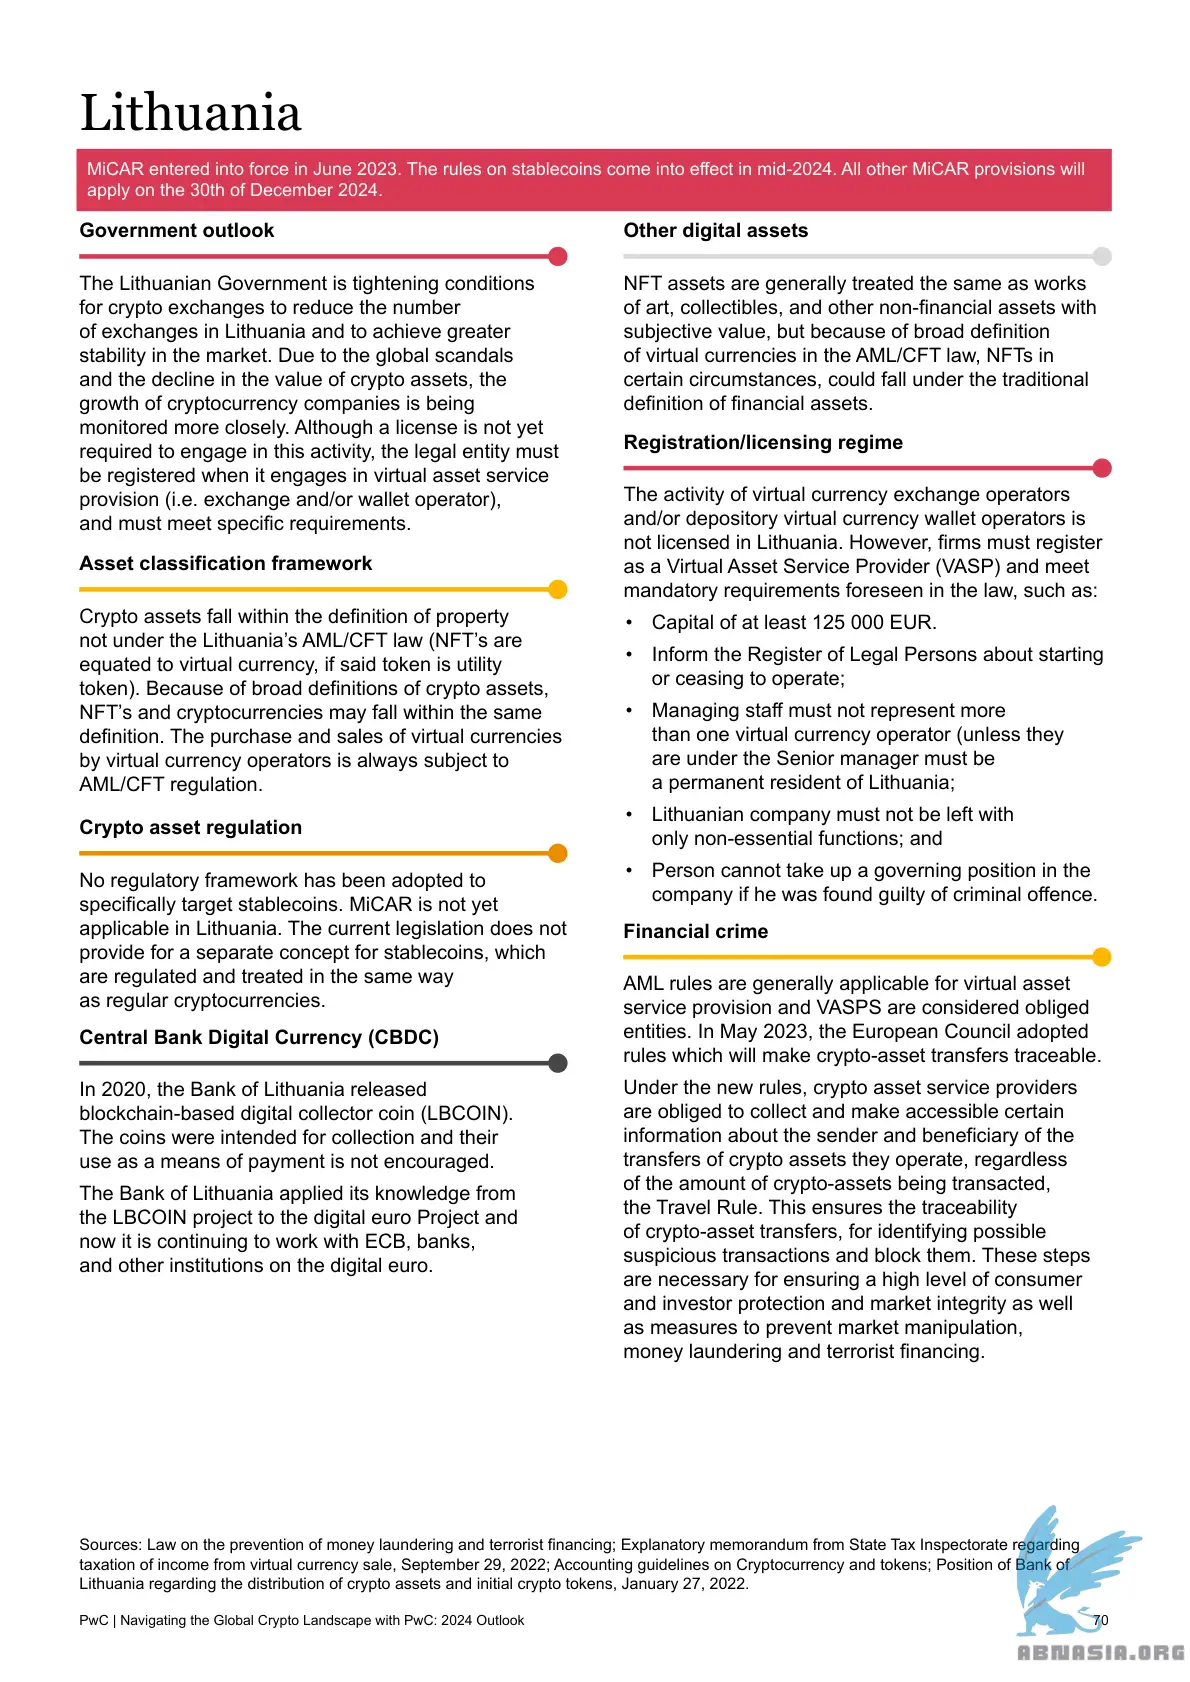 Lithuania
MiCAR entered into force in June 2023. The rules on stablecoins come into effect in mid-2024. All other MiCAR provisions will
apply on the 30th of December 2024.
Government outlook
The Lithuanian Government is tightening conditions
for crypto exchanges to reduce the number
of exchanges in Lithuania and to achieve greater
stability in the market. Due to the global scandals
and the decline in the value of crypto assets, the
growth of cryptocurrency companies is being
monitored more closely. Although a license is not yet
required to engage in this activity, the legal entity must
be registered when it engages in virtual asset service
provision (i.e. exchange and/or wallet operator),
and must meet specific requirements.
Asset classification framework
Crypto assets fall within the definition of property
not under the Lithuania’s AML/CFT law (NFT’s are
equated to virtual currency, if said token is utility
token). Because of broad definitions of crypto assets,
NFT’s and cryptocurrencies may fall within the same
definition. The purchase and sales of virtual currencies
by virtual currency operators is always subject to
AML/CFT regulation.
Crypto asset regulation
No regulatory framework has been adopted to
specifically target stablecoins. MiCAR is not yet
applicable in Lithuania. The current legislation does not
provide for a separate concept for stablecoins, which
are regulated and treated in the same way
as regular cryptocurrencies.
Central Bank Digital Currency (CBDC)
In 2020, the Bank of Lithuania released
blockchain-based digital collector coin (LBCOIN).
The coins were intended for collection and their
use as a means of payment is not encouraged.
The Bank of Lithuania applied its knowledge from
the LBCOIN project to the digital euro Project and
now it is continuing to work with ECB, banks,
and other institutions on the digital euro.
Other digital assets
NFT assets are generally treated the same as works
of art, collectibles, and other non-financial assets with
subjective value, but because of broad definition
of virtual currencies in the AML/CFT law, NFTs in
certain circumstances, could fall under the traditional
definition of financial assets.
Registration/licensing regime
The activity of virtual currency exchange operators
and/or depository virtual currency wallet operators is
not licensed in Lithuania. However, firms must register
as a Virtual Asset Service Provider (VASP) and meet
mandatory requirements foreseen in the law, such as:
• Capital of at least 125 000 EUR.
• Inform the Register of Legal Persons about starting
or ceasing to operate;
• Managing staff must not represent more
than one virtual currency operator (unless they
are under the Senior manager must be
a permanent resident of Lithuania;
• Lithuanian company must not be left with
only non-essential functions; and
• Person cannot take up a governing position in the
company if he was found guilty of criminal offence.
Financial crime
AML rules are generally applicable for virtual asset
service provision and VASPS are considered obliged
entities. In May 2023, the European Council adopted
rules which will make crypto-asset transfers traceable.
Under the new rules, crypto asset service providers
are obliged to collect and make accessible certain
information about the sender and beneficiary of the
transfers of crypto assets they operate, regardless
of the amount of crypto-assets being transacted,
the Travel Rule. This ensures the traceability
of crypto-asset transfers, for identifying possible
suspicious transactions and block them. These steps
are necessary for ensuring a high level of consumer
and investor protection and market integrity as well
as measures to prevent market manipulation,
money laundering and terrorist financing.
Sources: Law on the prevention of money laundering and terrorist financing; Explanatory memorandum from State Tax Inspectorate regarding
taxation of income from virtual currency sale, September 29, 2022; Accounting guidelines on Cryptocurrency and tokens; Position of Bank of
Lithuania regarding the distribution of crypto assets and initial crypto tokens, January 27, 2022.
PwC | Navigating the Global Crypto Landscape with PwC: 2024 Outlook
70
ABNASIA.ORG